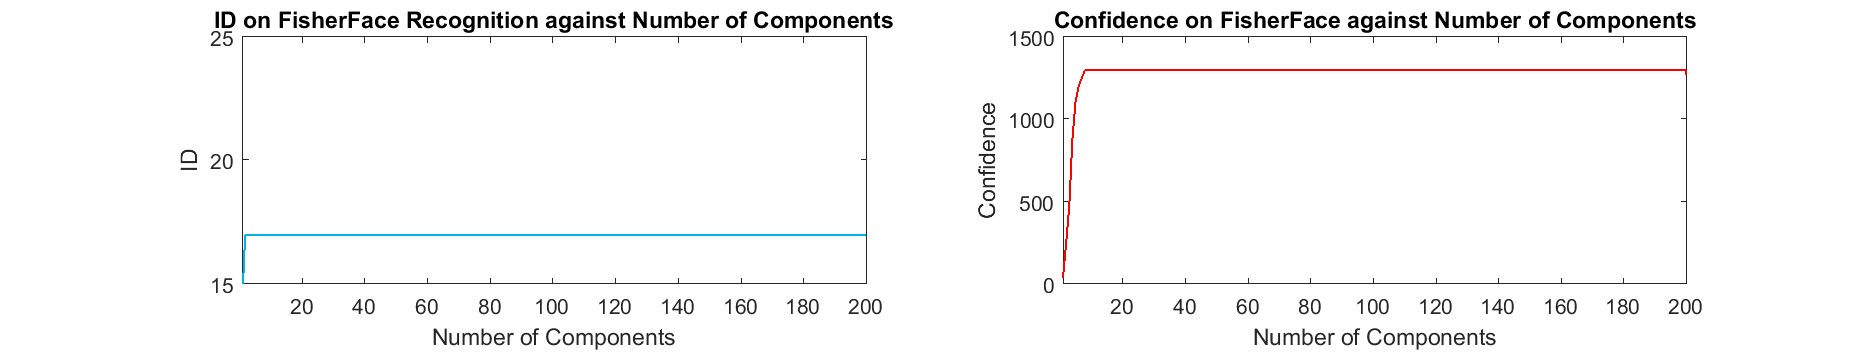 ID on FisherFace Recognition against Number of Components
25
20
15
ID
20 40 60 80 100 120 140 160 180 200
Number of Components
Confidence on FisherFace against Number of Components
1500
1000
500
0
Confidence
20 40 60 80 100 120 140 160 180 200
Number of Components